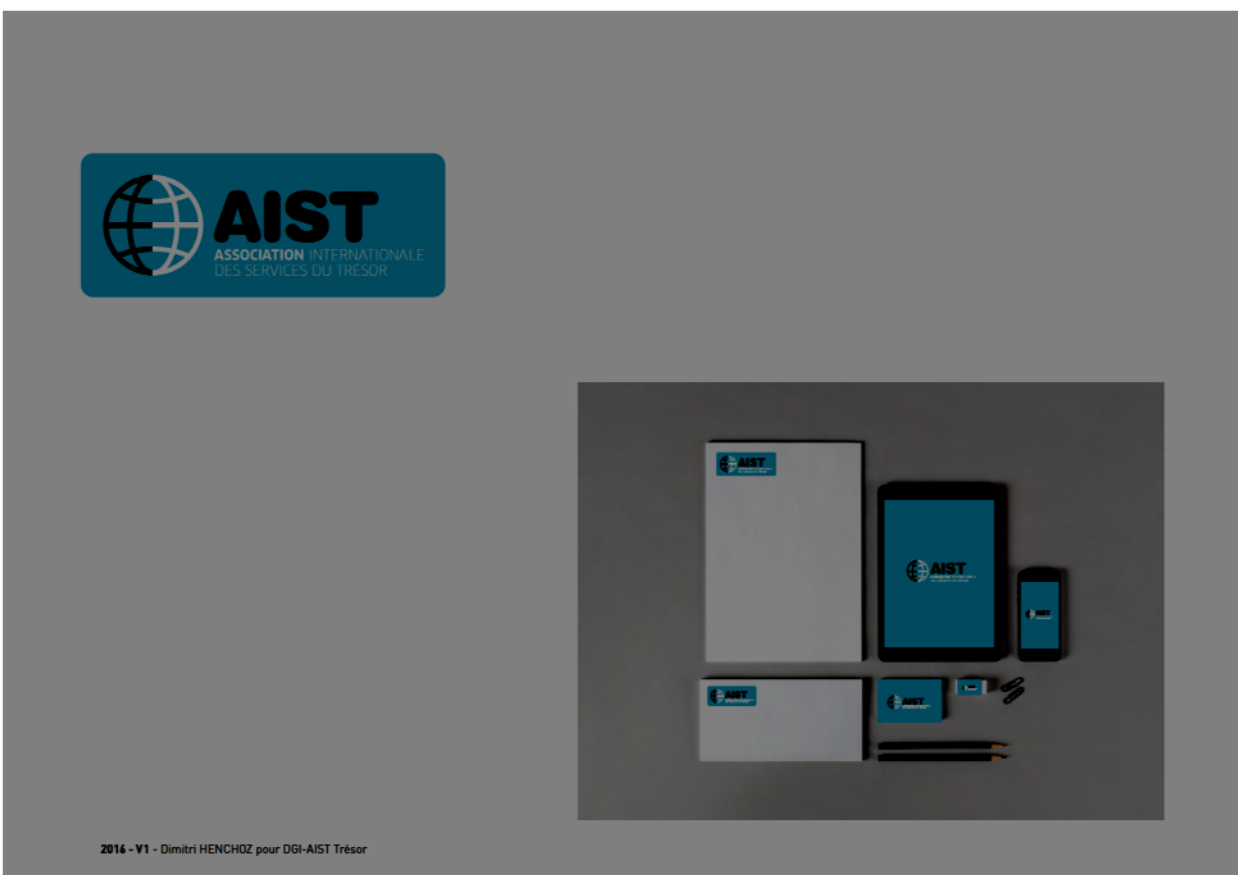 AIST
ASSOCIATION INTERNATIONALE
DES SERVICES DU TRÉSOR
AIST
AIST
AIST
AIST
AIST
2016 - V1 - Dimitri HENCHOZ pour DGI-AIST Trésor